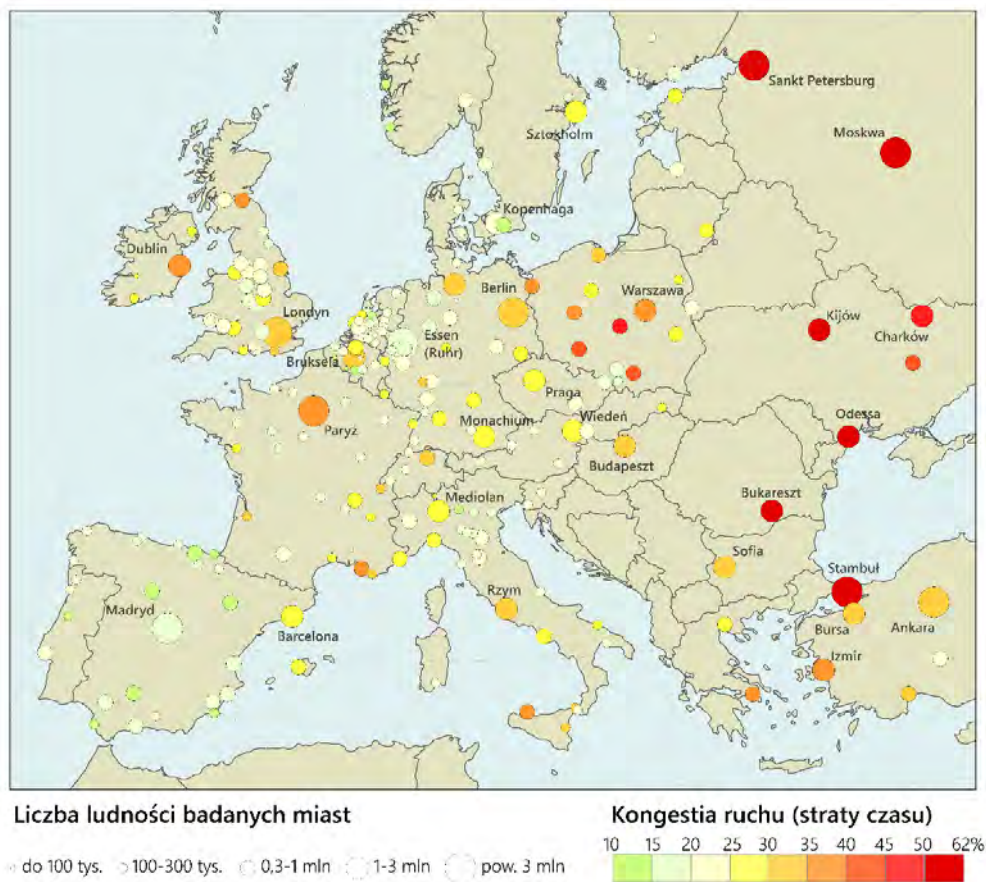 Sankt Petersburg
Moskwa
Sztokholm
Kopenhaga
Dublin
Londyn
Berlin
Warszawa
Kijów
Charków
Essen
(Ruhr)
Bruksela
Praga
Paryż
Monachium
Wiedeń
Odessa
Budapeszt
Mediolan
Bukareszt
Sofia
Stambuł
Madryd
Rzym
Barcelona
Bursa
Ankara
Izmir
Liczba ludności badanych miast
do 100 tys. 100-300 tys. 0,3-1 mln 1-3 mln pow. 3 mln
Kongestia ruchu (straty czasu)
10 15 20 25 30 35 40 45 50 62%